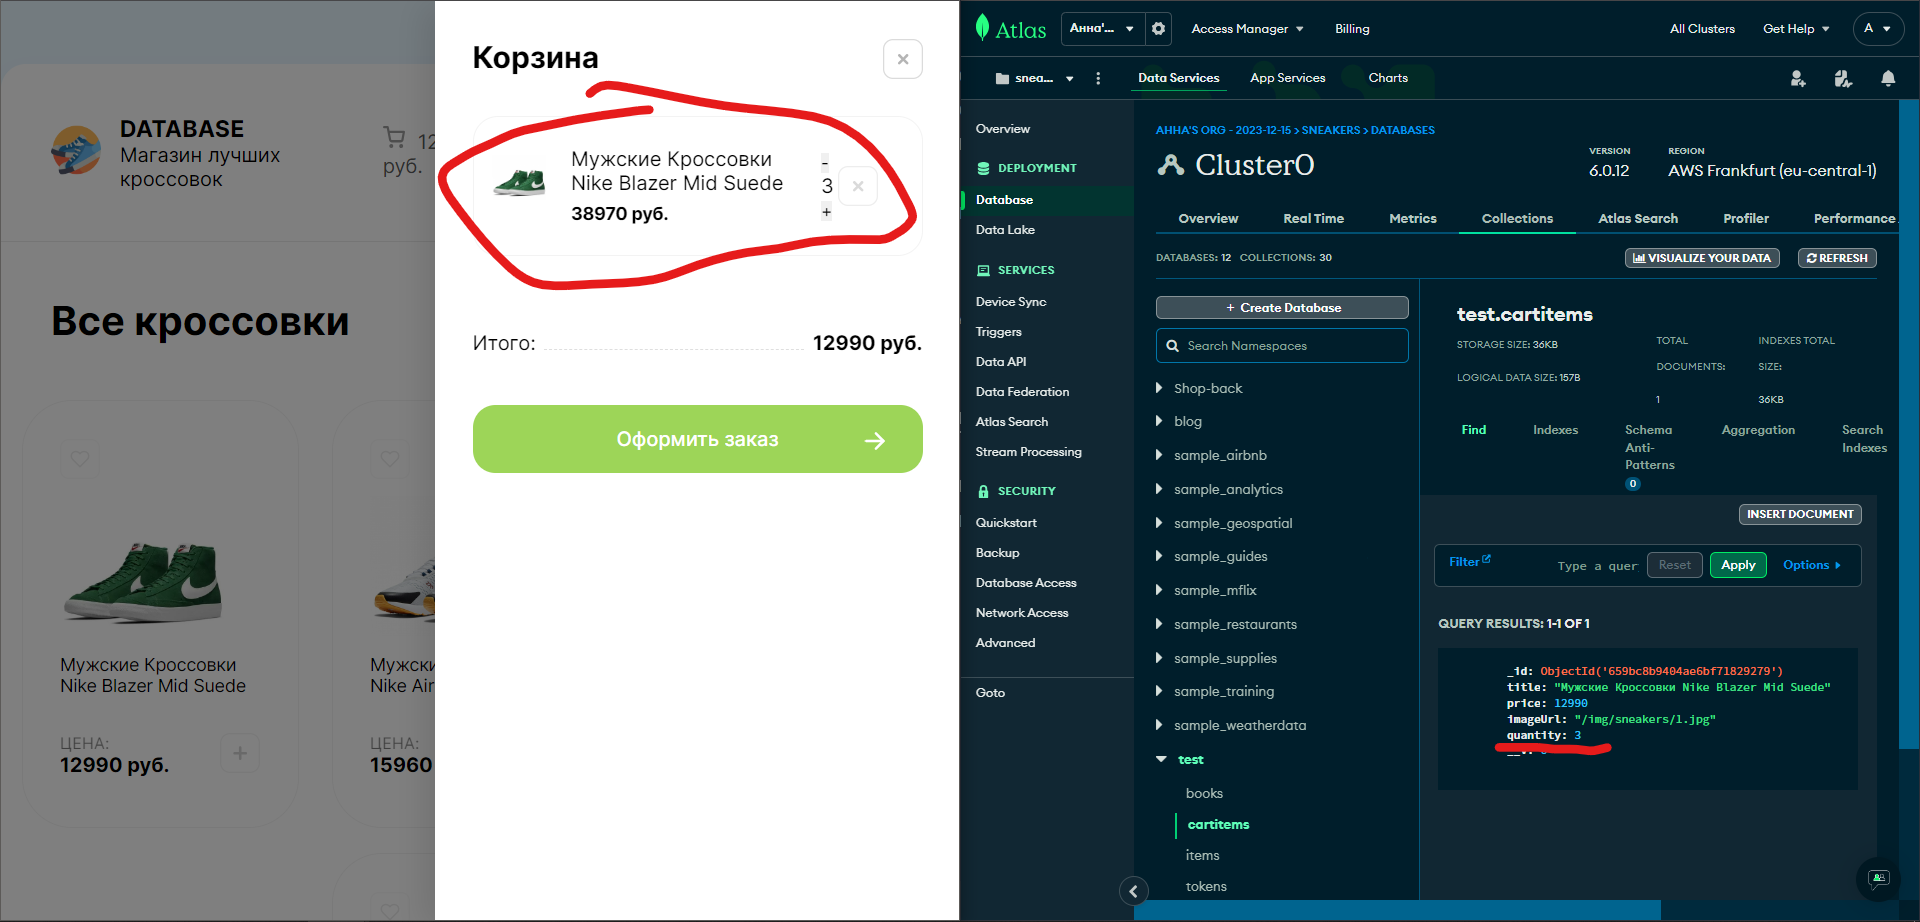 DATABASE
Магазин лучших
кроссовок
12
руб.
Все кроссовки
Мужские Кроссовки
Nike Blazer Mid Suede
ЦЕНА:
12990 руб.
Мужски
Nike Air
ЦЕНА:
15960
Корзина
Мужские Кроссовки
Nike Blazer Mid Suede
38970 руб.
-
3
+
Итого: 12990 руб.
Оформить заказ
Atlas
Анна'...
Access Manager
Billing
All Clusters
Get Help
A
snea...
Data Services
App Services
Charts
Overview
DEPLOYMENT
Database
Data Lake
SERVICES
Device Sync
Triggers
Data API
Data Federation
Atlas Search
Stream Processing
SECURITY
Quickstart
Backup
Database Access
Network Access
Advanced
Goto
АННА'S ORG - 2023-12-15 > SNEAKERS > DATABASES
Cluster0
VERSION
6.0.12
REGION
AWS Frankfurt (eu-central-1)
Overview
Real Time
Metrics
Collections
Atlas Search
Profiler
Performance
DATABASES: 12 COLLECTIONS: 30
VISUALIZE YOUR DATA
REFRESH
+ Create Database
Search Namespaces
Shop-back
blog
sample_airbnb
sample_analytics
sample_geospatial
sample_guides
sample_mflix
sample_restaurants
sample_supplies
sample_training
sample_weatherdata
test
books
cartitems
items
tokens
test.cartitems
STORAGE SIZE: 36KB
LOGICAL DATA SIZE: 157B
TOTAL
DOCUMENTS:
1
INDEXES TOTAL
SIZE:
36KB
Find
Indexes
Schema
Anti-
Patterns
0
Aggregation
Search
Indexes
INSERT DOCUMENT
Filter
Type a quer
Reset
Apply
Options
QUERY RESULTS: 1-1 OF 1
_id: ObjectId('659bc8b9404ae6bf71829279')
title: "Мужские Кроссовки Nike Blazer Mid Suede"
price: 12990
imageUrl: "/img/sneakers/1.jpg"
quantity: 3